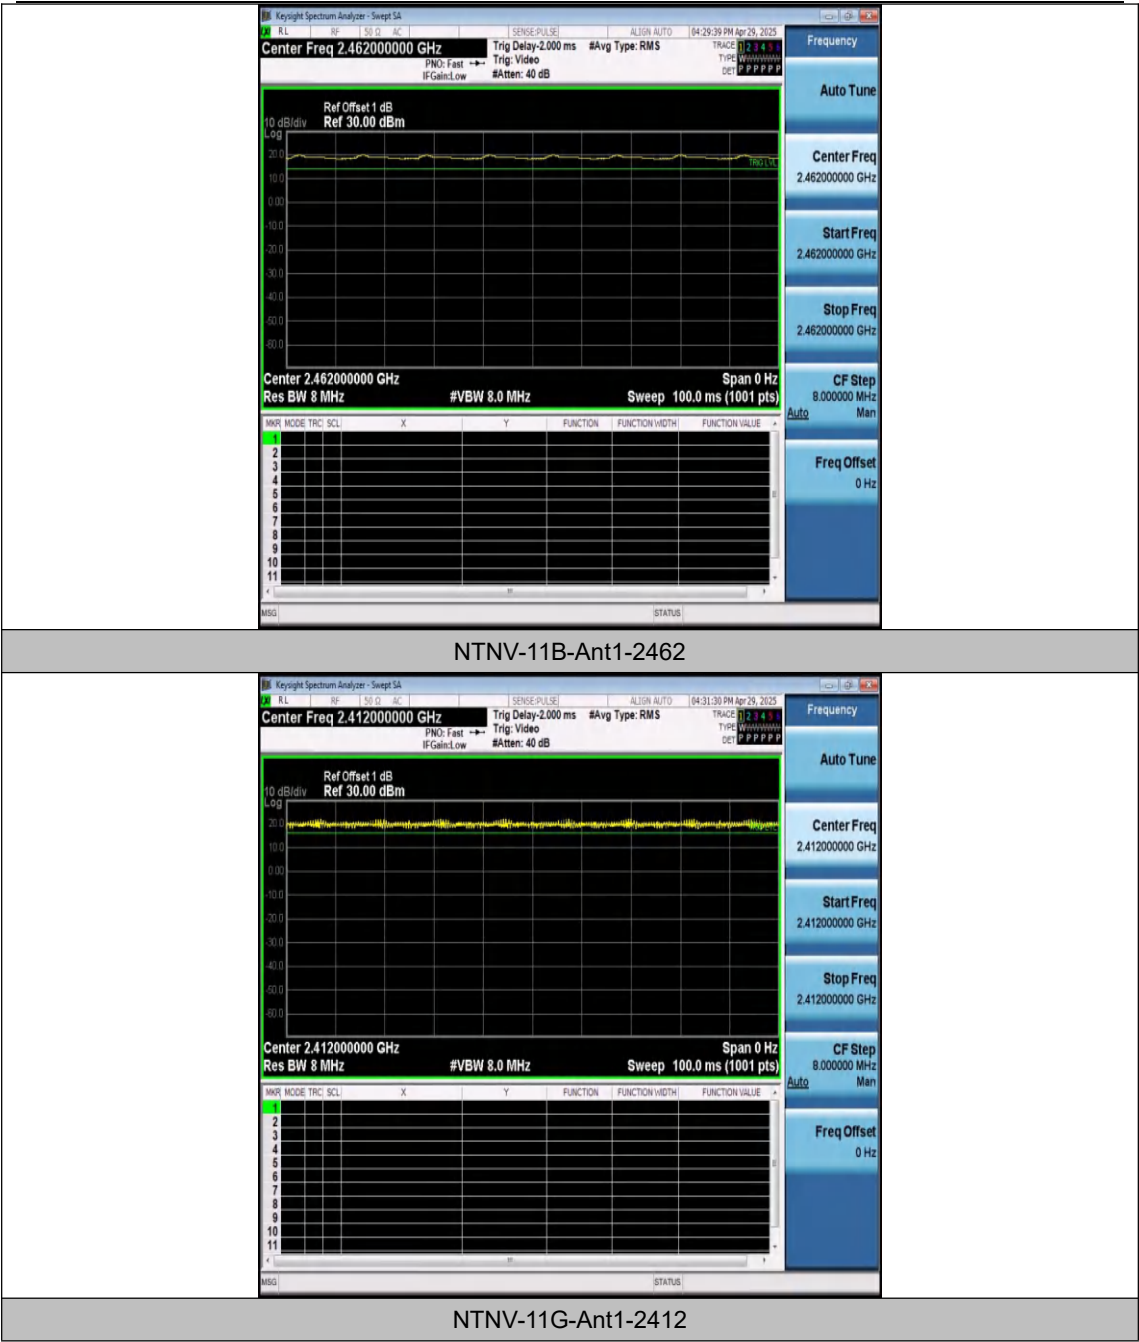 Keysight Spectrum Analyzer - Swept SA
RL RF 50 Ω AC SENSE:PULSE ALIGN AUTO 04:29:39 PM Apr 29, 2025
Center Freq 2.462000000 GHz
Trig Delay-2.000 ms #Avg Type: RMS
PNO: Fast Trig: Video
IFGain:Low #Atten: 40 dB
TRACE 1 2 3 4 5 6
TYPE
DET P P P P P P
Frequency
Auto Tune
Ref Offset 1 dB
10 dB/div Ref 30.00 dBm
Log
20.0
10.0
0.00
-10.0
-20.0
-30.0
-40.0
-50.0
-60.0
TRIG LVL
Center Freq
2.462000000 GHz
Start Freq
2.462000000 GHz
Stop Freq
2.462000000 GHz
CF Step
8.000000 MHz
Auto Man
Freq Offset
0 Hz
Center 2.462000000 GHz Span 0 Hz
Res BW 8 MHz #VBW 8.0 MHz Sweep 100.0 ms (1001 pts)
MKR MODE TRC SCL X Y FUNCTION FUNCTION WIDTH FUNCTION VALUE
1
2
3
4
5
6
7
8
9
10
11
MSG STATUS
NTNV-11B-Ant1-2462
Keysight Spectrum Analyzer - Swept SA
RL RF 50 Ω AC SENSE:PULSE ALIGN AUTO 04:31:30 PM Apr 29, 2025
Center Freq 2.412000000 GHz
Trig Delay-2.000 ms #Avg Type: RMS
PNO: Fast Trig: Video
IFGain:Low #Atten: 40 dB
TRACE 1 2 3 4 5 6
TYPE
DET P P P P P P
Frequency
Auto Tune
Ref Offset 1 dB
10 dB/div Ref 30.00 dBm
Log
20.0
10.0
0.00
-10.0
-20.0
-30.0
-40.0
-50.0
-60.0
Center Freq
2.412000000 GHz
Start Freq
2.412000000 GHz
Stop Freq
2.412000000 GHz
CF Step
8.000000 MHz
Auto Man
Freq Offset
0 Hz
Center 2.412000000 GHz Span 0 Hz
Res BW 8 MHz #VBW 8.0 MHz Sweep 100.0 ms (1001 pts)
MKR MODE TRC SCL X Y FUNCTION FUNCTION WIDTH FUNCTION VALUE
1
2
3
4
5
6
7
8
9
10
11
MSG STATUS
NTNV-11G-Ant1-2412